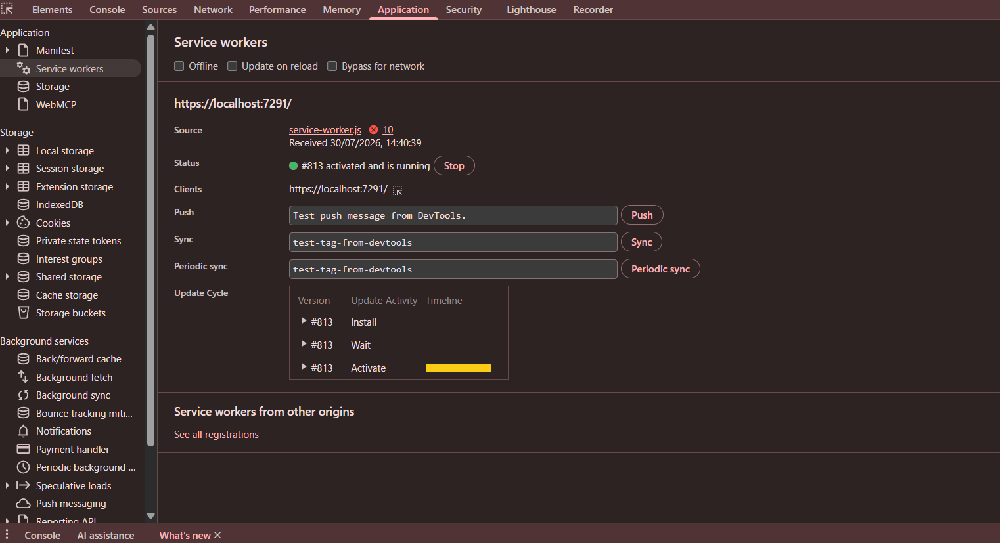 Elements Console Sources Network Performance Memory Application Security Lighthouse Recorder
Application
Manifest
Service workers
Storage
WebMCP
Storage
Local storage
Session storage
Extension storage
IndexedDB
Cookies
Private state tokens
Interest groups
Shared storage
Cache storage
Storage buckets
Background services
Back/forward cache
Background fetch
Background sync
Bounce tracking miti...
Notifications
Payment handler
Periodic background ...
Speculative loads
Push messaging
Reporting API
Service workers
Offline Update on reload Bypass for network
https://localhost:7291/
Source service-worker.js 10
Received 30/07/2026, 14:40:39
Status #813 activated and is running Stop
Clients https://localhost:7291/
Push Test push message from DevTools. Push
Sync test-tag-from-devtools Sync
Periodic sync test-tag-from-devtools Periodic sync
Update Cycle Version Update Activity Timeline
#813 Install
#813 Wait
#813 Activate
Service workers from other origins
See all registrations
Console AI assistance What's new